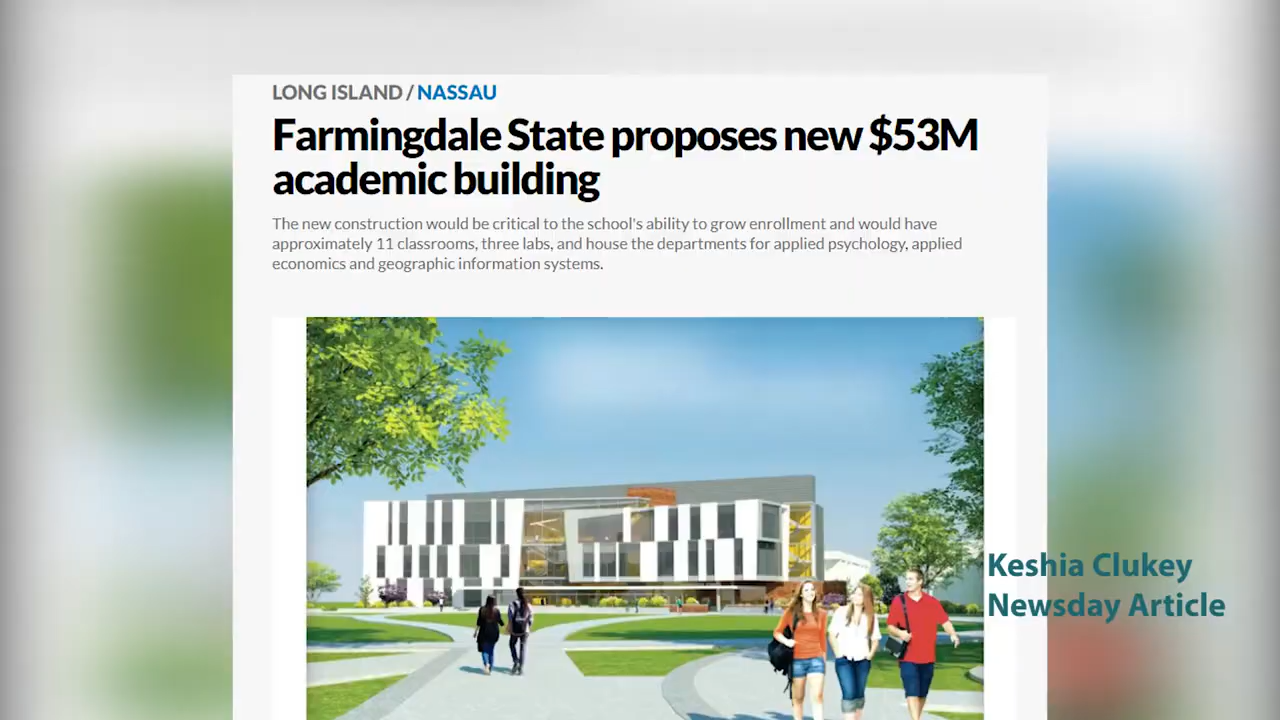 LONG ISLAND / NASSAU
Farmingdale State proposes new $53M
academic building
The new construction would be critical to the school's ability to grow enrollment and would have
approximately 11 classrooms, three labs, and house the departments for applied psychology, applied
economics and geographic information systems.
Keshia Clukey
Newsday Article